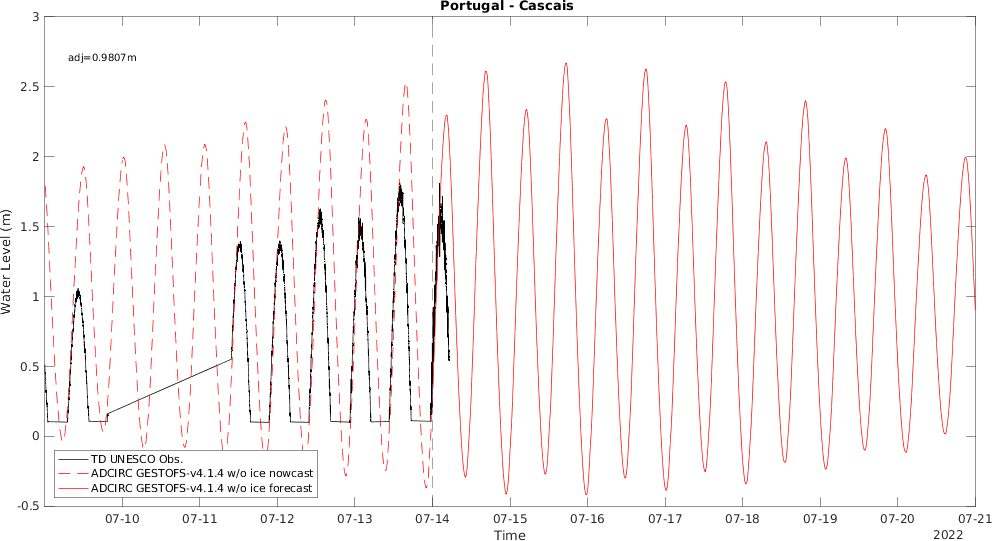 Portugal - Cascais
3
adj=0.9807m
2.5
2
1.5
1
0.5
0
-0.5
Water Level (m)
TD UNESCO Obs.
ADCIRC GESTOFS-v4.1.4 w/o ice nowcast
ADCIRC GESTOFS-v4.1.4 w/o ice forecast
07-10 07-11 07-12 07-13 07-14 07-15 07-16 07-17 07-18 07-19 07-20 07-21
Time
2022